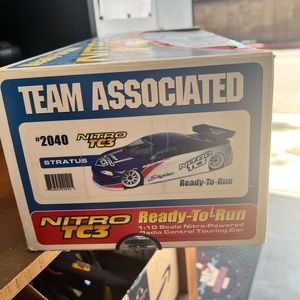 TEAM ASSOCIATED
#2040
NITRO
TC3
STRATUS
NITRO
TC3
Ready-To-Run
NITRO
TC3
Ready-To-Run
1:10 Scale Nitro-Powered
Radio Control Touring Car